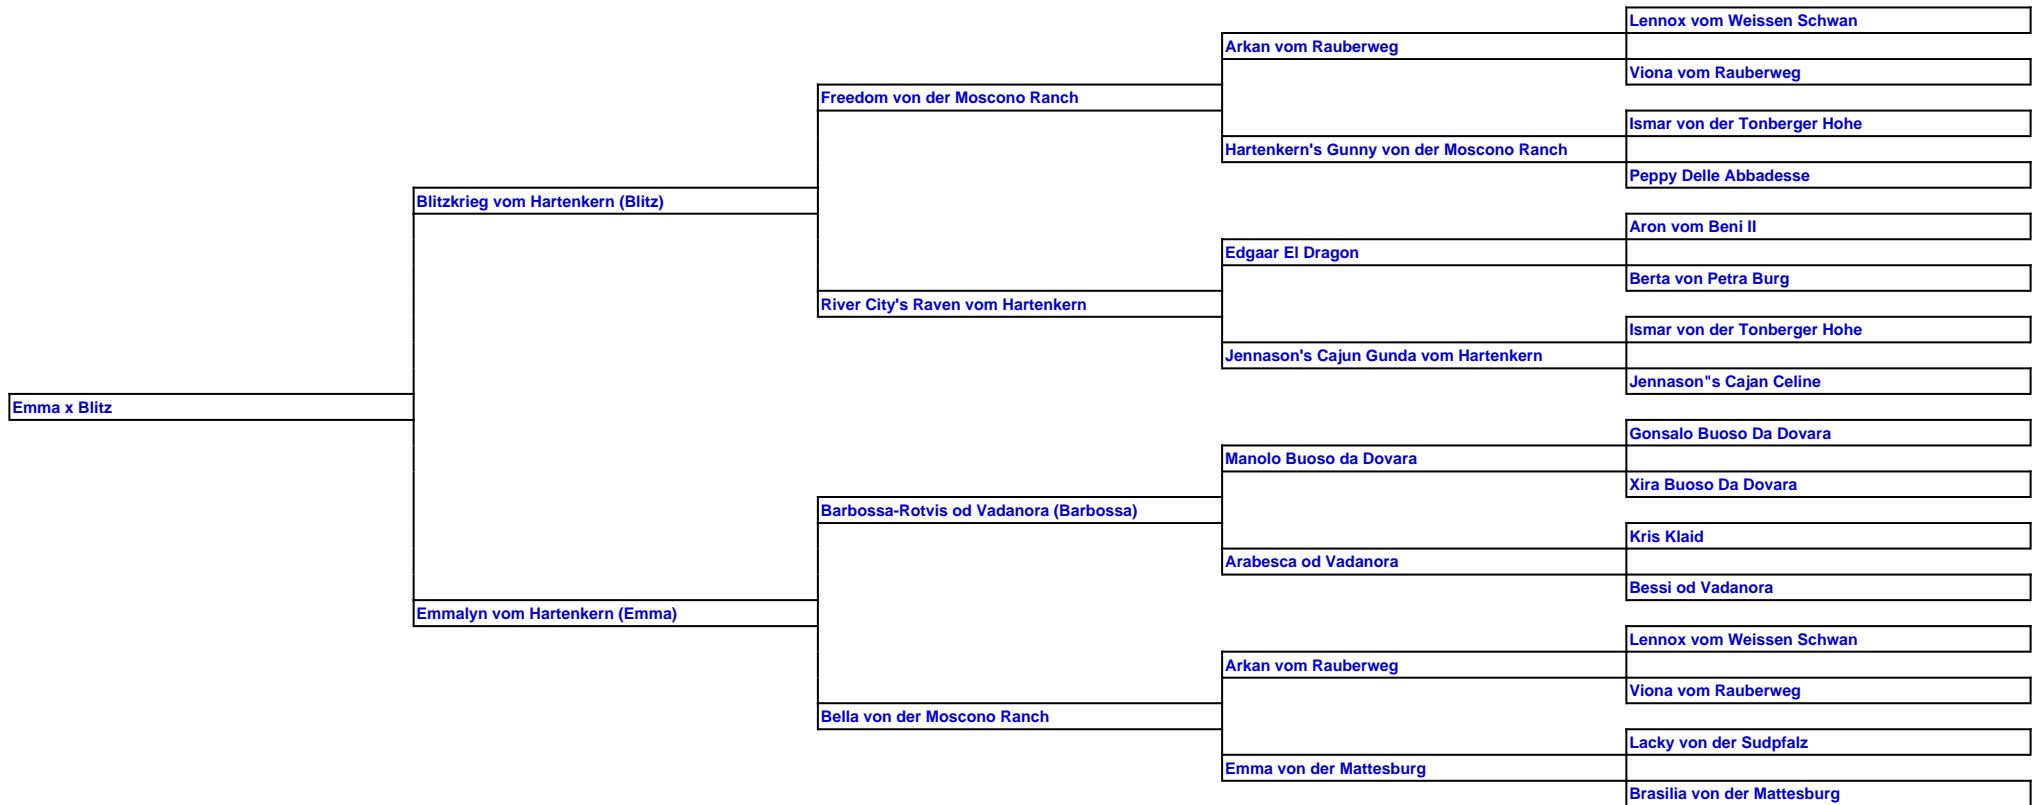 Lennox vom Weissen Schwan
Arkan vom Rauberweg
Viona vom Rauberweg
Freedom von der Moscono Ranch
Ismar von der Tonberger Hohe
Hartenkern's Gunny von der Moscono Ranch
Peppy Delle Abbadesse
Blitzkrieg vom Hartenkern (Blitz)
Aron vom Beni II
Edgaar El Dragon
Berta von Petra Burg
River City's Raven vom Hartenkern
Ismar von der Tonberger Hohe
Jennason's Cajun Gunda vom Hartenkern
Jennason"s Cajan Celine
Emma x Blitz
Gonsalo Buoso Da Dovara
Manolo Buoso da Dovara
Xira Buoso Da Dovara
Barbossa-Rotvis od Vadanora (Barbossa)
Kris Klaid
Arabesca od Vadanora
Bessi od Vadanora
Emmalyn vom Hartenkern (Emma)
Lennox vom Weissen Schwan
Arkan vom Rauberweg
Viona vom Rauberweg
Bella von der Moscono Ranch
Lacky von der Sudpfalz
Emma von der Mattesburg
Brasilia von der Mattesburg